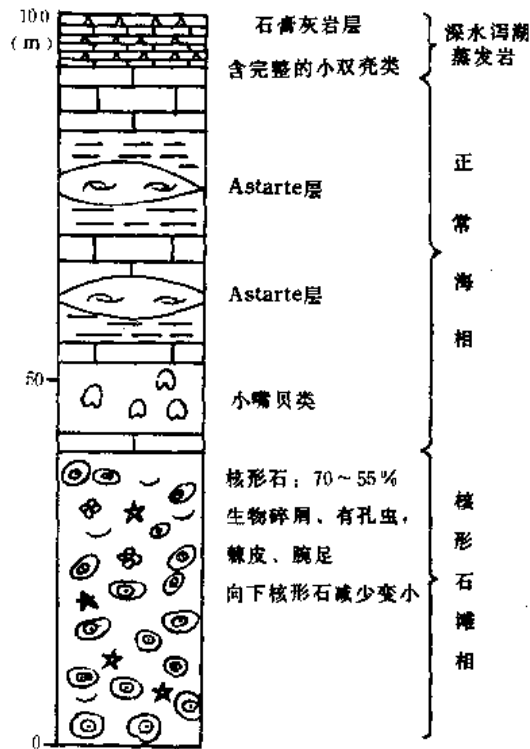 100
(m)
石膏灰岩层
深水泻湖
蒸发岩
含完整的小双壳类
正常海相
Astarte层
Astarte层
50
小嘴贝类
核形石：70~55%
生物碎屑、有孔虫，
棘皮、腕足
向下核形石减少变小
核形石滩相
0